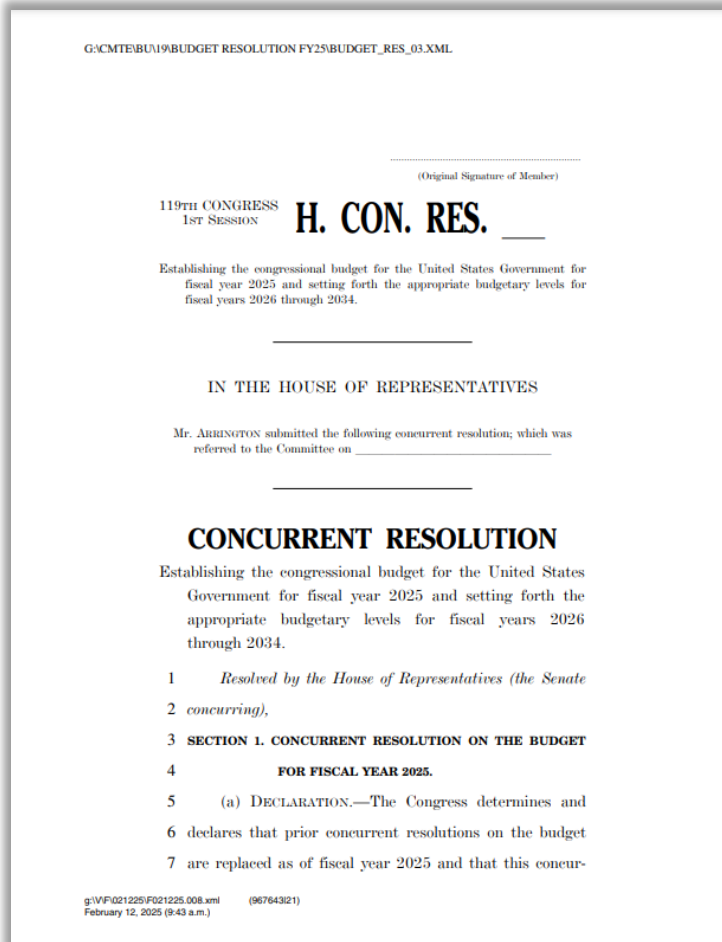 G:\CMTE\BU\19\BUDGET RESOLUTION FY25\BUDGET_RES_03.XML
(Original Signature of Member)
119TH CONGRESS
1ST SESSION
H. CON. RES. ___
Establishing the congressional budget for the United States Government for
fiscal year 2025 and setting forth the appropriate budgetary levels for
fiscal years 2026 through 2034.
IN THE HOUSE OF REPRESENTATIVES
Mr. ARRINGTON submitted the following concurrent resolution; which was
referred to the Committee on ___
CONCURRENT RESOLUTION
Establishing the congressional budget for the United States
Government for fiscal year 2025 and setting forth the
appropriate budgetary levels for fiscal years 2026
through 2034.
1 Resolved by the House of Representatives (the Senate
2 concurring),
3 SECTION 1. CONCURRENT RESOLUTION ON THE BUDGET
4 FOR FISCAL YEAR 2025.
5 (a) DECLARATION.—The Congress determines and
6 declares that prior concurrent resolutions on the budget
7 are replaced as of fiscal year 2025 and that this concur-
g:\V\F\021225\F021225.008.xml (967643|21)
February 12, 2025 (9:43 a.m.)